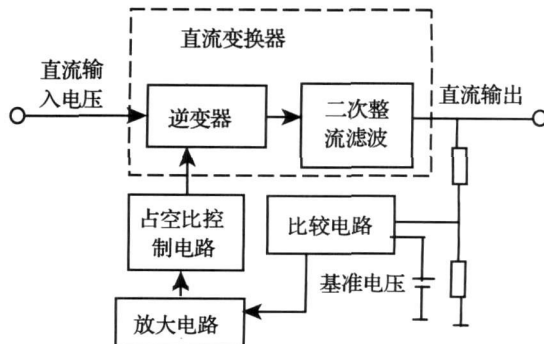 直流变换器
直流输
入电压
逆变器
二次整
流滤波
直流输出
占空比控
制电路
比较电路
基准电压
放大电路